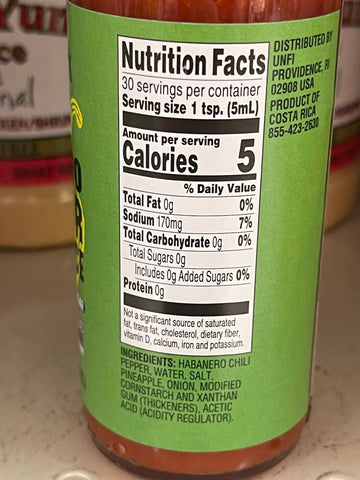 Nutrition Facts
30 servings per container
Serving size 1 tsp. (5mL)
Amount per serving
Calories 5
% Daily Value
Total Fat 0g 0%
Sodium 170mg 7%
Total Carbohydrate 0g 0%
Total Sugars 0g
Includes 0g Added Sugars 0%
Protein 0g
Not a significant source of saturated
fat, trans fat, cholesterol, dietary fiber,
vitamin D, calcium, iron and potassium.
INGREDIENTS: HABANERO CHILI
PEPPER, WATER, SALT,
PINEAPPLE, ONION, MODIFIED
CORNSTARCH AND XANTHAN
GUM (THICKENERS), ACETIC
ACID (ACIDITY REGULATOR).
DISTRIBUTED BY
UNFI
PROVIDENCE, RI
02908 USA
PRODUCT OF
COSTA RICA
855-423-2630